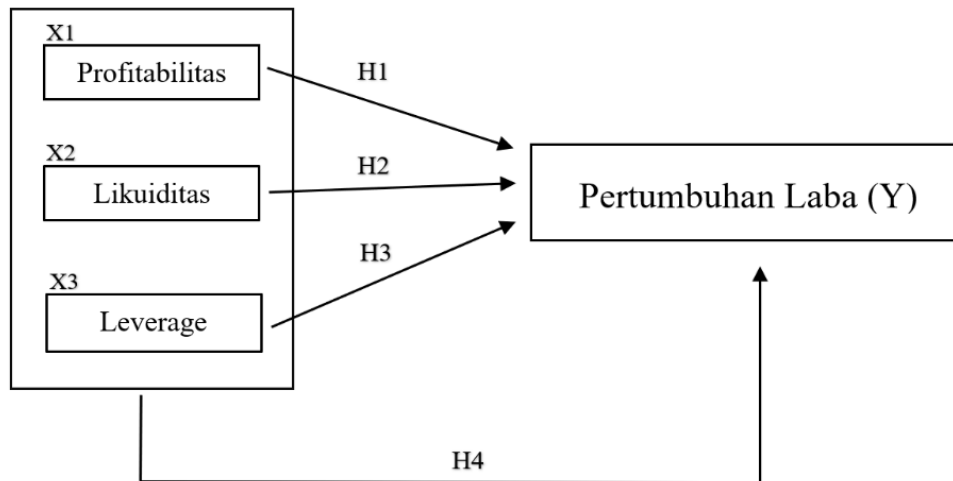 X1
Profitabilitas
H1
X2
Likuiditas
H2
Pertumbuhan Laba (Y)
H3
X3
Leverage
H4